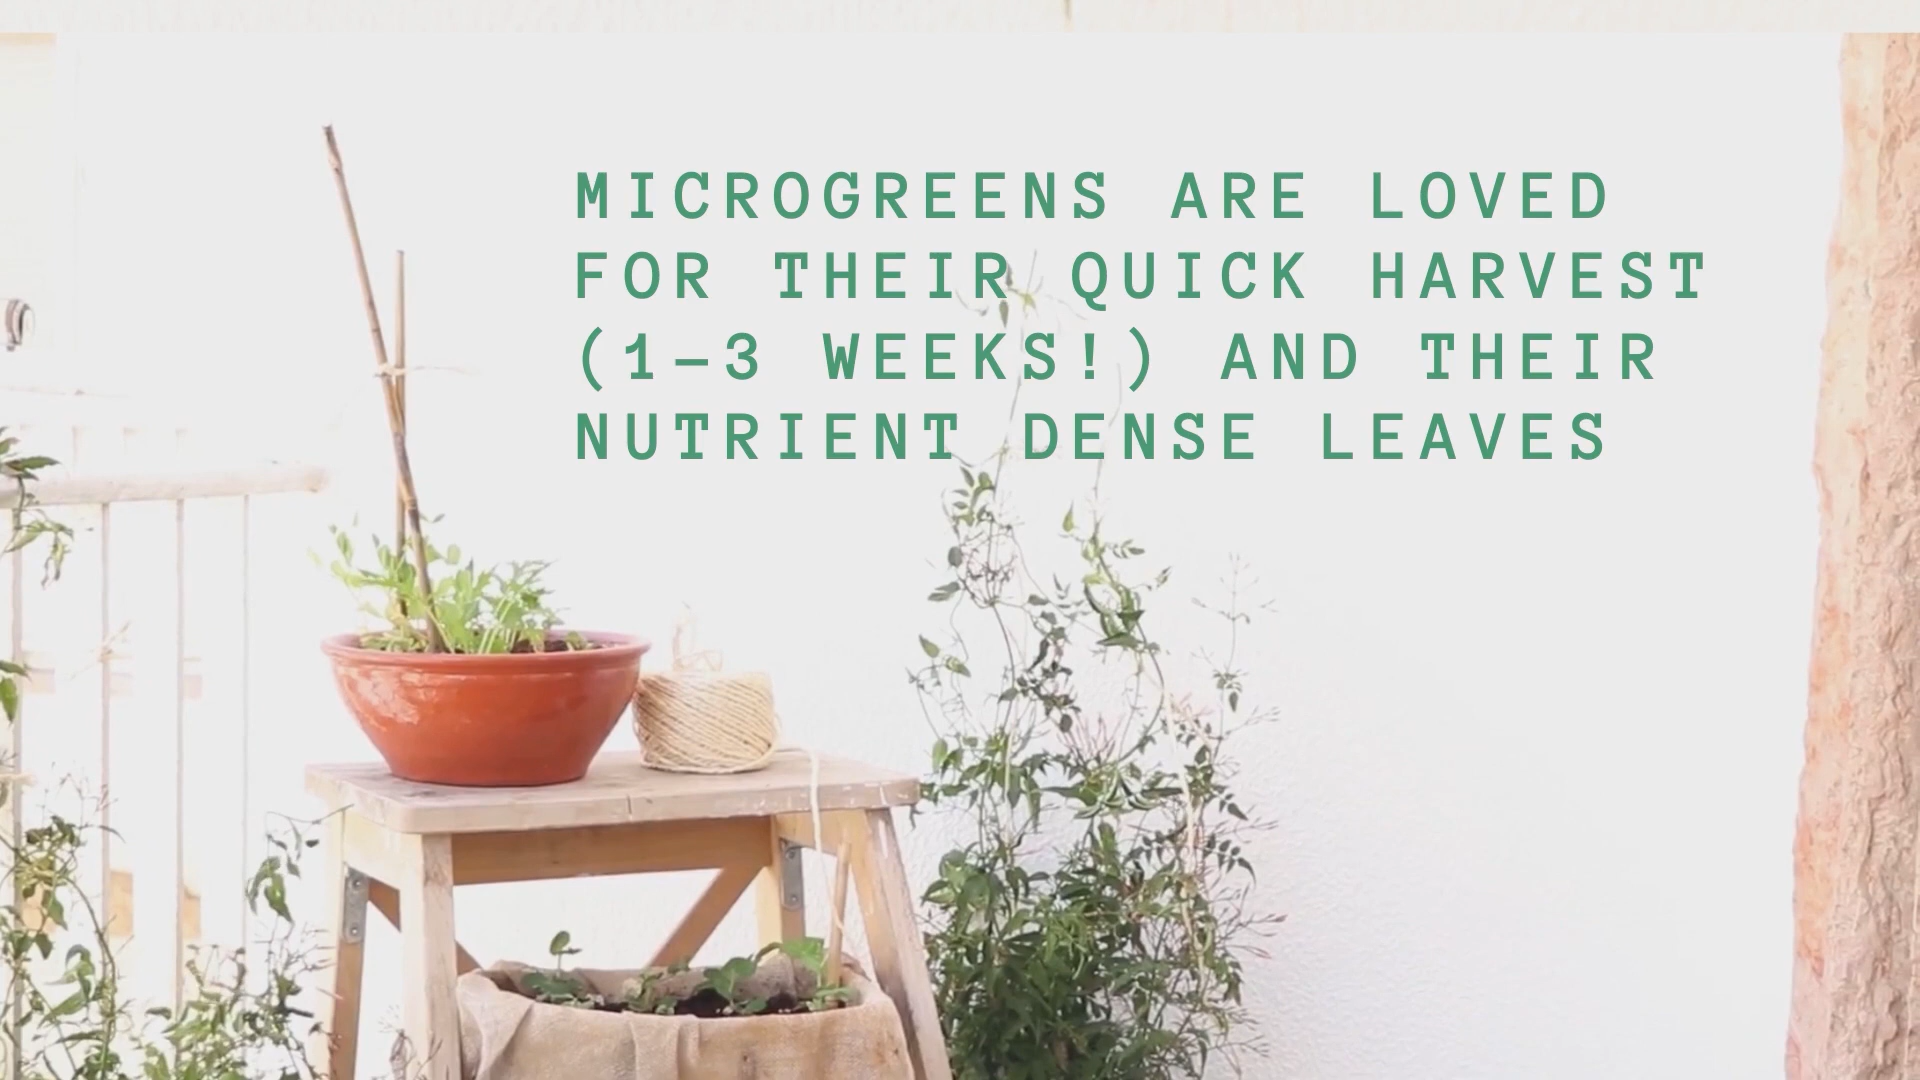 MICROGREENS ARE LOVED
FOR THEIR QUICK HARVEST
(1–3 WEEKS!) AND THEIR
NUTRIENT DENSE LEAVES